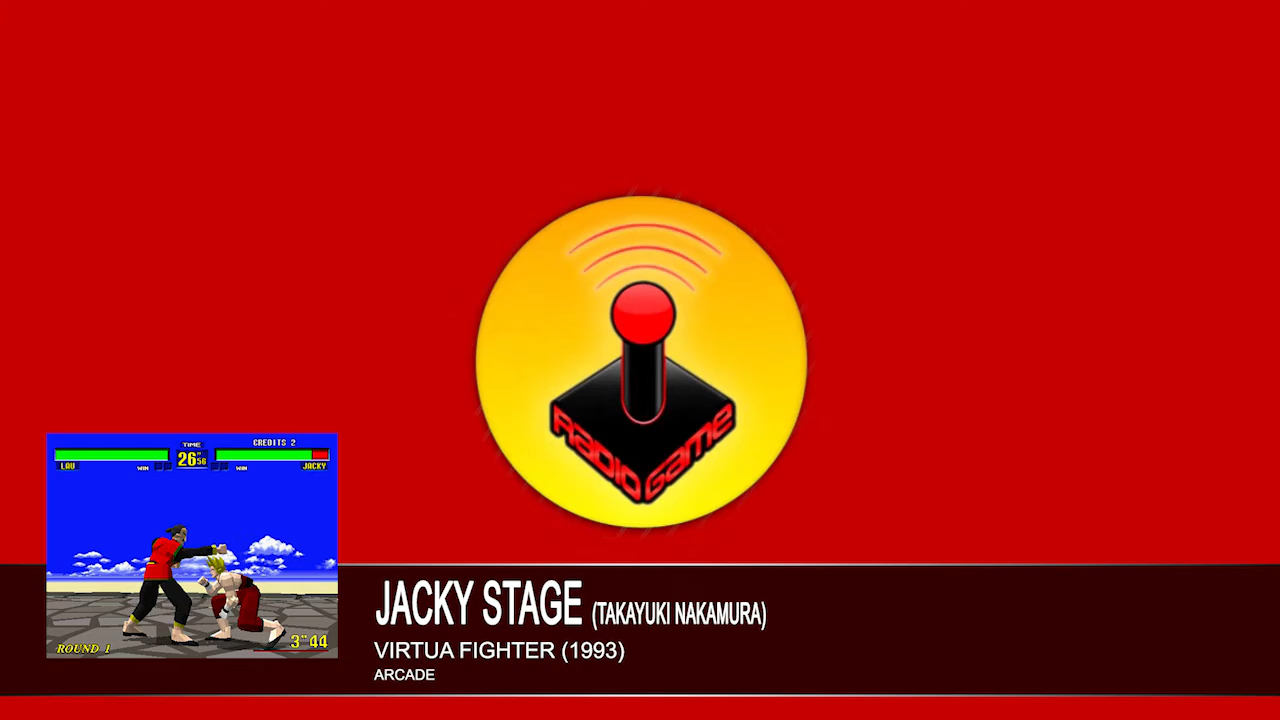 RADIO GAME
TIME
CREDITS 2
26"56
LAU
WIN
WIN
JACKY
ROUND 1
3"44
JACKY STAGE (TAKAYUKI NAKAMURA)
VIRTUA FIGHTER (1993)
ARCADE